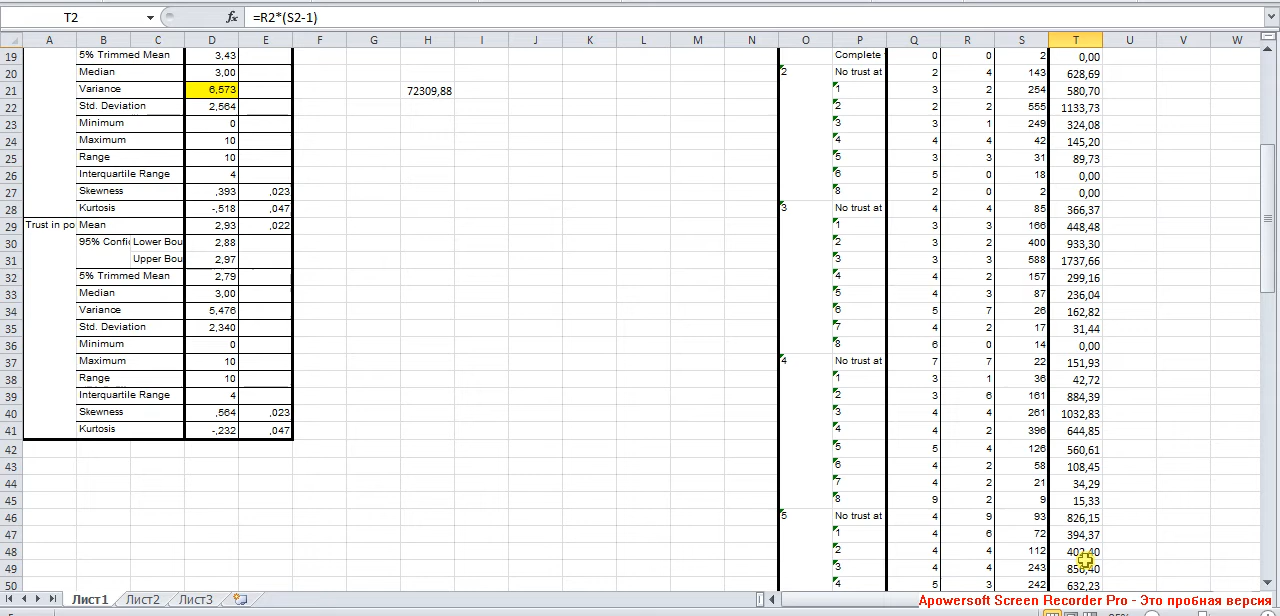 T2 fx =R2*(S2-1)
A B C D E F G H I J K L M N O P Q R S T U V W
19 5% Trimmed Mean 3,43 Complete 0 0 2 0,00
20 Median 3,00 2 No trust at 2 4 143 628,69
21 Variance 6,573 72309,88 1 3 2 254 580,70
22 Std. Deviation 2,564 2 2 2 555 1133,73
23 Minimum 0 3 3 1 249 324,08
24 Maximum 10 4 4 4 42 145,20
25 Range 10 5 3 3 31 89,73
26 Interquartile Range 4 6 5 0 18 0,00
27 Skewness ,393 ,023 8 2 0 2 0,00
28 Kurtosis -,518 ,047 3 No trust at 4 4 85 366,37
29 Trust in po Mean 2,93 ,022 1 3 3 166 448,48
30 95% Confi Lower Bou 2,88 2 3 2 400 933,30
31 Upper Bou 2,97 3 3 3 588 1737,66
32 5% Trimmed Mean 2,79 4 4 2 157 299,16
33 Median 3,00 5 4 3 87 236,04
34 Variance 5,476 6 5 7 26 162,82
35 Std. Deviation 2,340 7 4 2 17 31,44
36 Minimum 0 8 6 0 14 0,00
37 Maximum 10 4 No trust at 7 7 22 151,93
38 Range 10 1 3 1 36 42,72
39 Interquartile Range 4 2 3 6 161 884,39
40 Skewness ,564 ,023 3 4 4 261 1032,83
41 Kurtosis -,232 ,047 4 4 2 396 644,85
42 5 5 4 126 560,61
43 6 4 2 58 108,45
44 7 4 2 21 34,29
45 8 9 2 9 15,33
46 5 No trust at 4 9 93 826,15
47 1 4 6 72 394,37
48 2 4 4 112 402,40
49 3 4 4 243 856,40
50 4 5 3 242 632,23
Лист1 Лист2 Лист3
Apowersoft Screen Recorder Pro - Это пробная версия